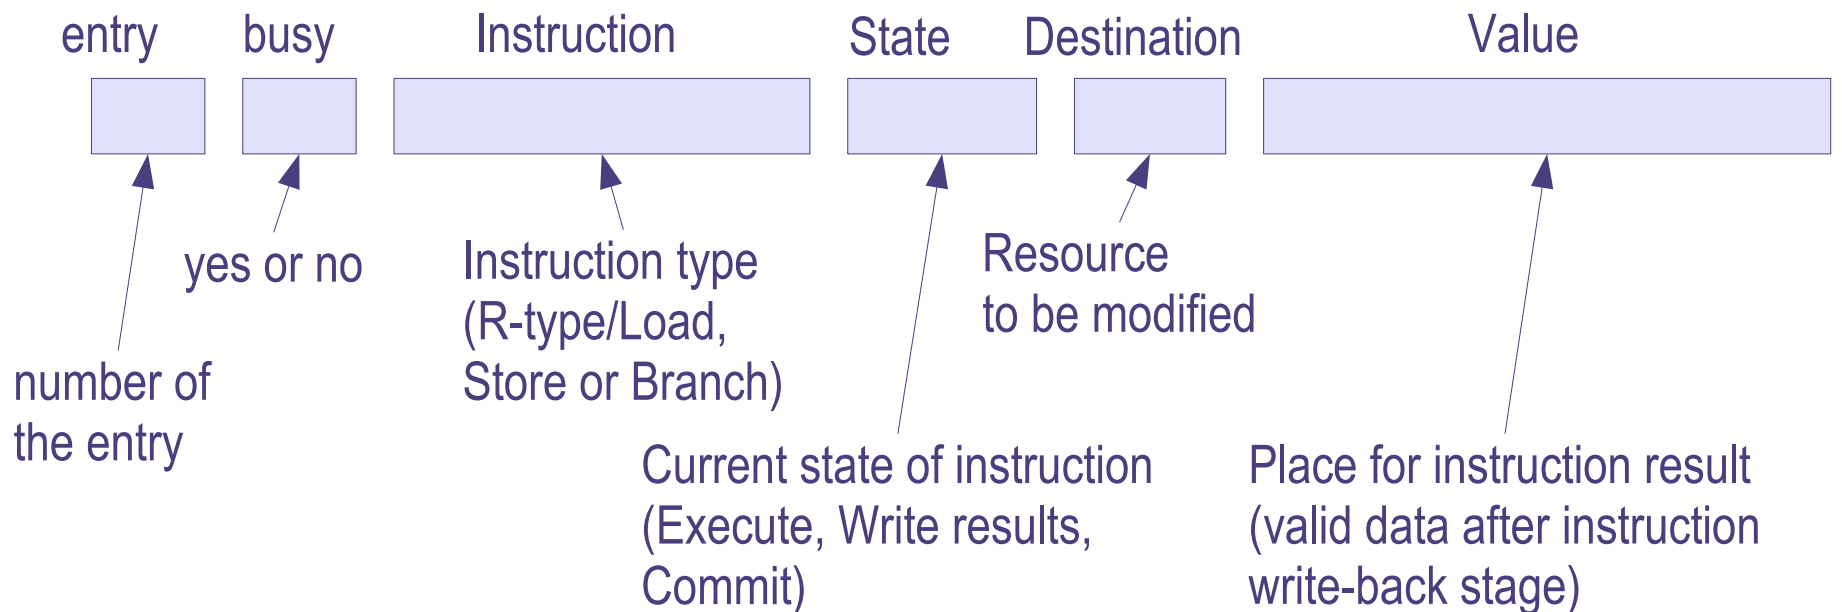 entry busy Instruction State Destination Value
yes or no
Instruction type
(R-type/Load,
Store or Branch)
Resource
to be modified
number of
the entry
Current state of instruction
(Execute, Write results,
Commit)
Place for instruction result
(valid data after instruction
write-back stage)